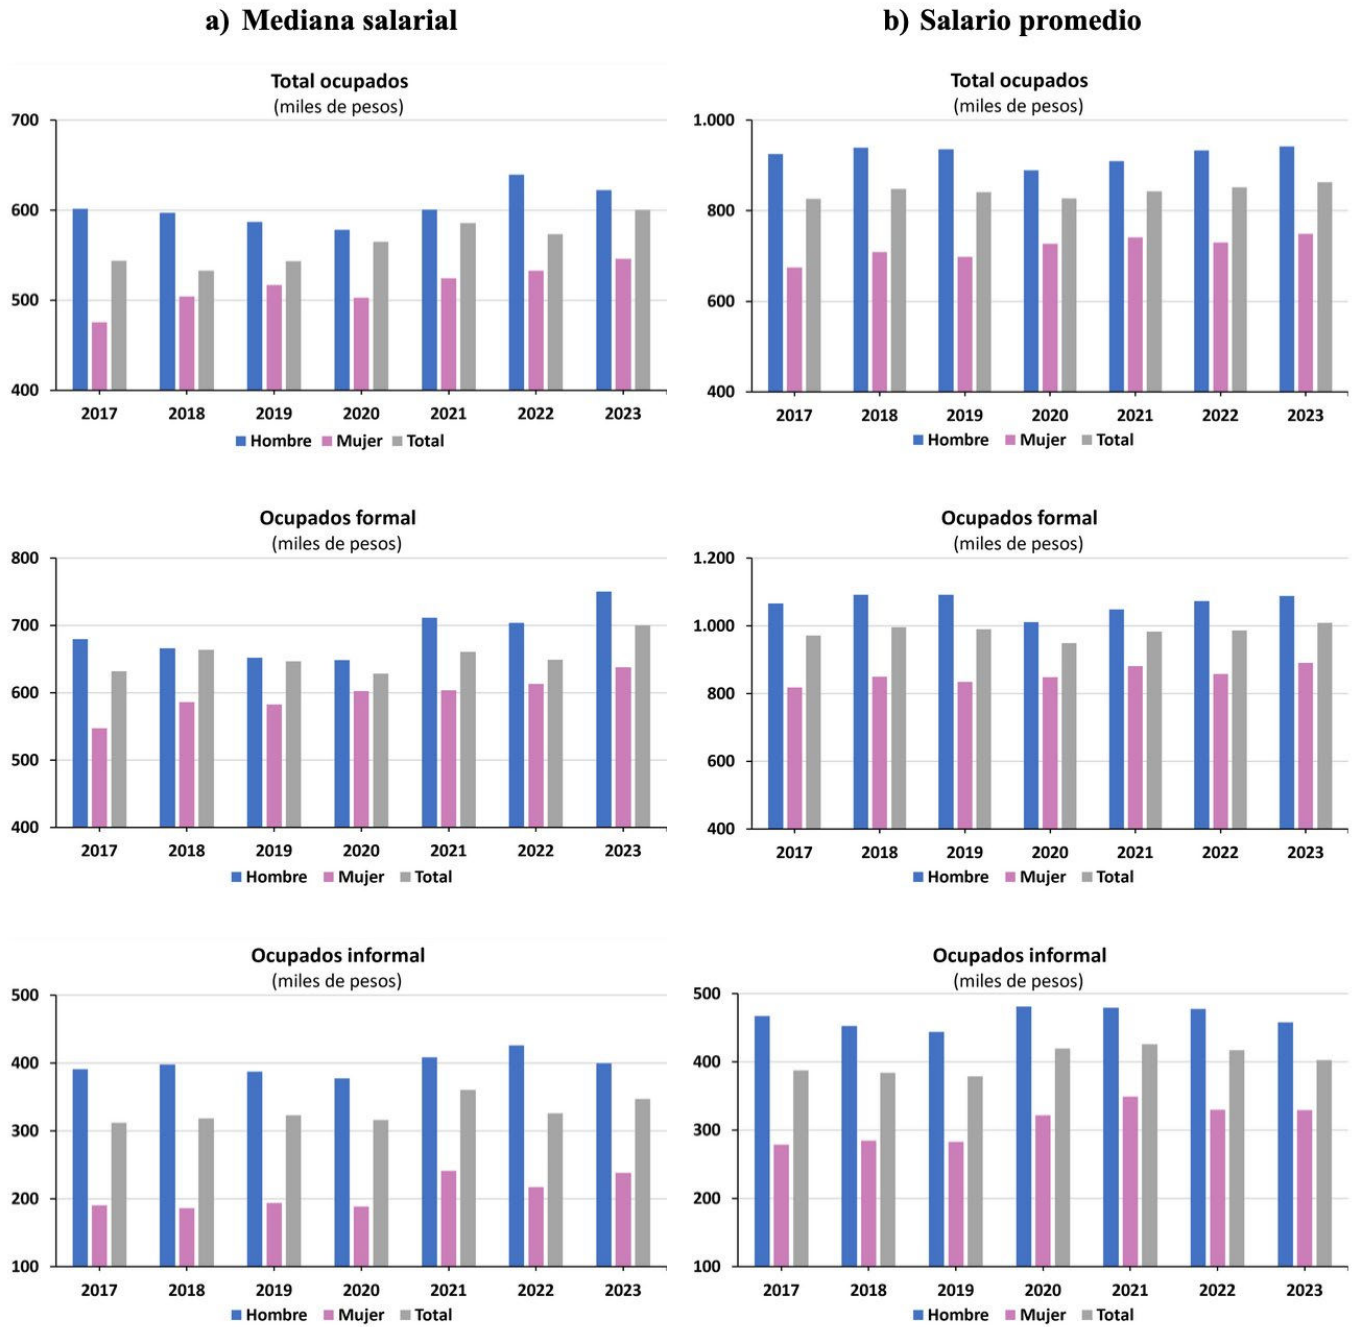 a) Mediana salarial
b) Salario promedio
Total ocupados
(miles de pesos)
700
600
500
400
2017 2018 2019 2020 2021 2022 2023
Hombre Mujer Total
Total ocupados
(miles de pesos)
1.000
800
600
400
2017 2018 2019 2020 2021 2022 2023
Hombre Mujer Total
Ocupados formal
(miles de pesos)
800
700
600
500
400
2017 2018 2019 2020 2021 2022 2023
Hombre Mujer Total
Ocupados formal
(miles de pesos)
1.200
1.000
800
600
400
2017 2018 2019 2020 2021 2022 2023
Hombre Mujer Total
Ocupados informal
(miles de pesos)
500
400
300
200
100
2017 2018 2019 2020 2021 2022 2023
Hombre Mujer Total
Ocupados informal
(miles de pesos)
500
400
300
200
100
2017 2018 2019 2020 2021 2022 2023
Hombre Mujer Total